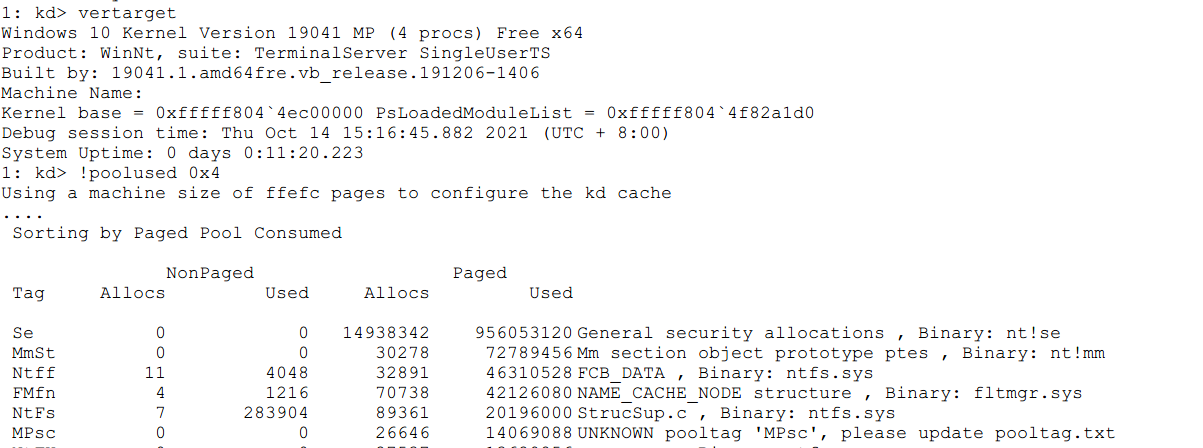 1: kd> vertarget
Windows 10 Kernel Version 19041 MP (4 procs) Free x64
Product: WinNt, suite: TerminalServer SingleUserTS
Built by: 19041.1.amd64fre.vb_release.191206-1406
Machine Name:
Kernel base = 0xfffff804`4ec00000 PsLoadedModuleList = 0xfffff804`4f82a1d0
Debug session time: Thu Oct 14 15:16:45.882 2021 (UTC + 8:00)
System Uptime: 0 days 0:11:20.223
1: kd> !poolused 0x4
Using a machine size of ffefc pages to configure the kd cache
....
Sorting by Paged Pool Consumed
NonPaged Paged
Tag Allocs Used Allocs Used
Se 0 0 14938342 956053120 General security allocations , Binary: nt!se
MmSt 0 0 30278 72789456 Mm section object prototype ptes , Binary: nt!mm
Ntff 11 4048 32891 46310528 FCB_DATA , Binary: ntfs.sys
FMfn 4 1216 70738 42126080 NAME_CACHE_NODE structure , Binary: fltmgr.sys
NtFs 7 283904 89361 20196000 StrucSup.c , Binary: ntfs.sys
MPsc 0 0 26646 14069088 UNKNOWN pooltag 'MPsc', please update pooltag.txt